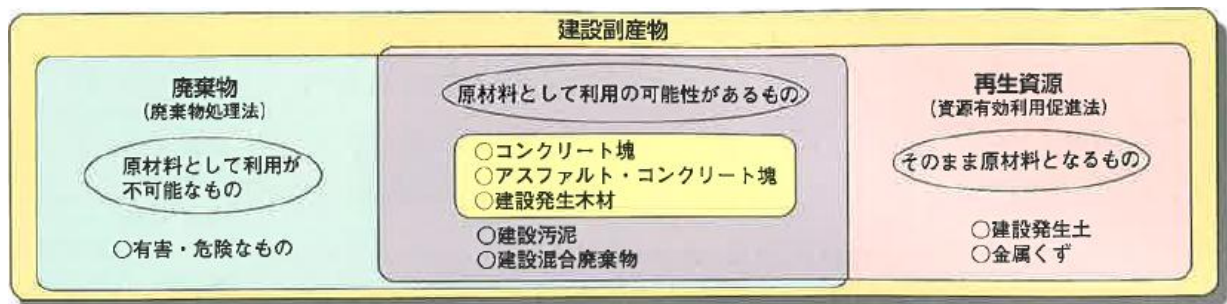 建設副産物
廃棄物
(廃棄物処理法)
原材料として利用が
不可能なもの
○有害・危険なもの
原材料として利用の可能性があるもの
○コンクリート塊
○アスファルト・コンクリート塊
○建設発生木材
○建設汚泥
○建設混合廃棄物
再生資源
(資源有効利用促進法)
そのまま原材料となるもの
○建設発生土
○金属くず